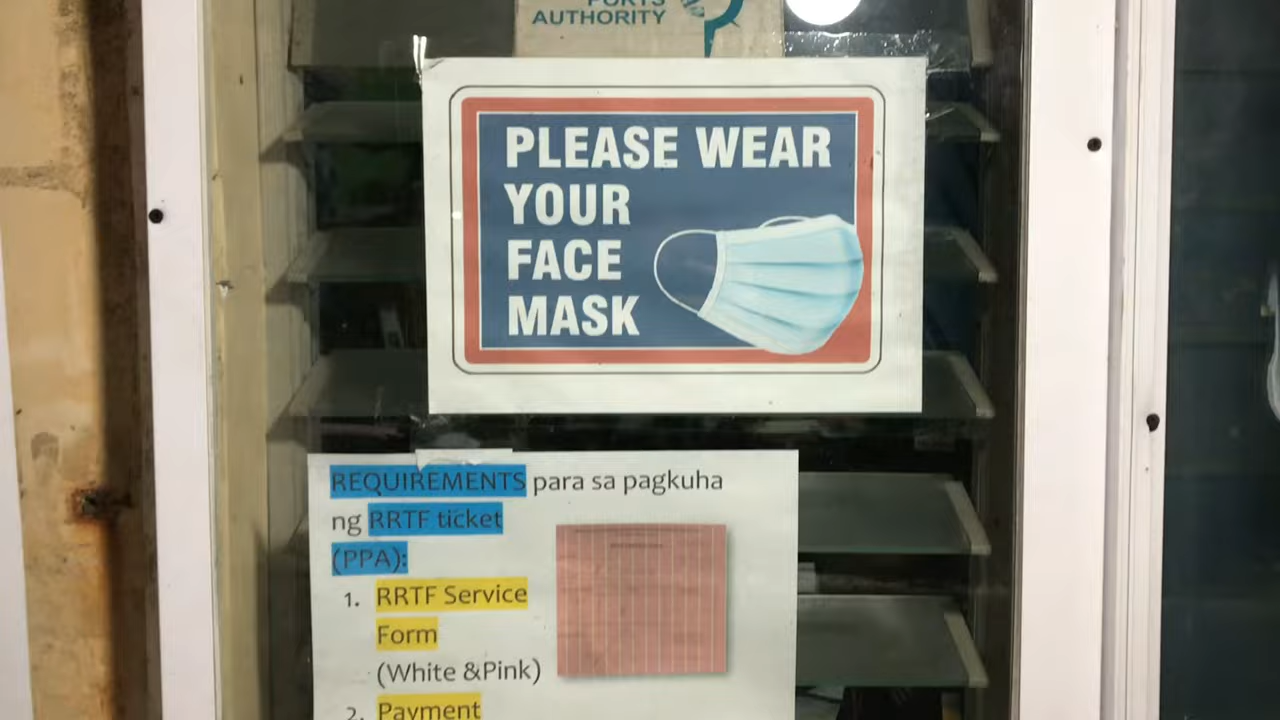 PORTS
AUTHORITY
PLEASE WEAR
YOUR
FACE
MASK
REQUIREMENTS para sa pagkuha
ng RRTF ticket
(PPA):
1. RRTF Service
Form
(White &Pink)
2. Payment